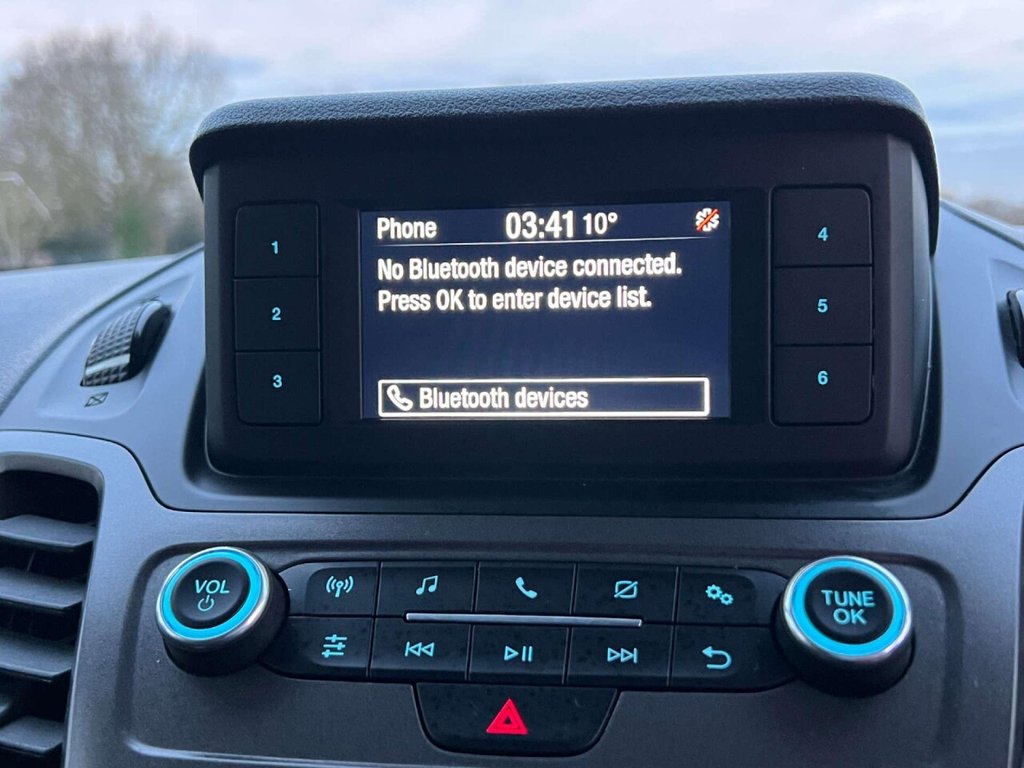 Phone 03:41 10°
No Bluetooth device connected.
Press OK to enter device list.
Bluetooth devices
1
2
3
4
5
6
VOL
TUNE
OK